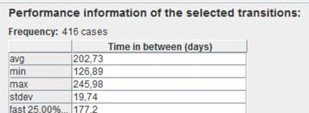 Performance information of the selected transitions:
Frequency: 416 cases
Time in between (days)
avg 202,73
min 126,89
max 245,98
stdev 19,74
fast 25.00%... 177,2